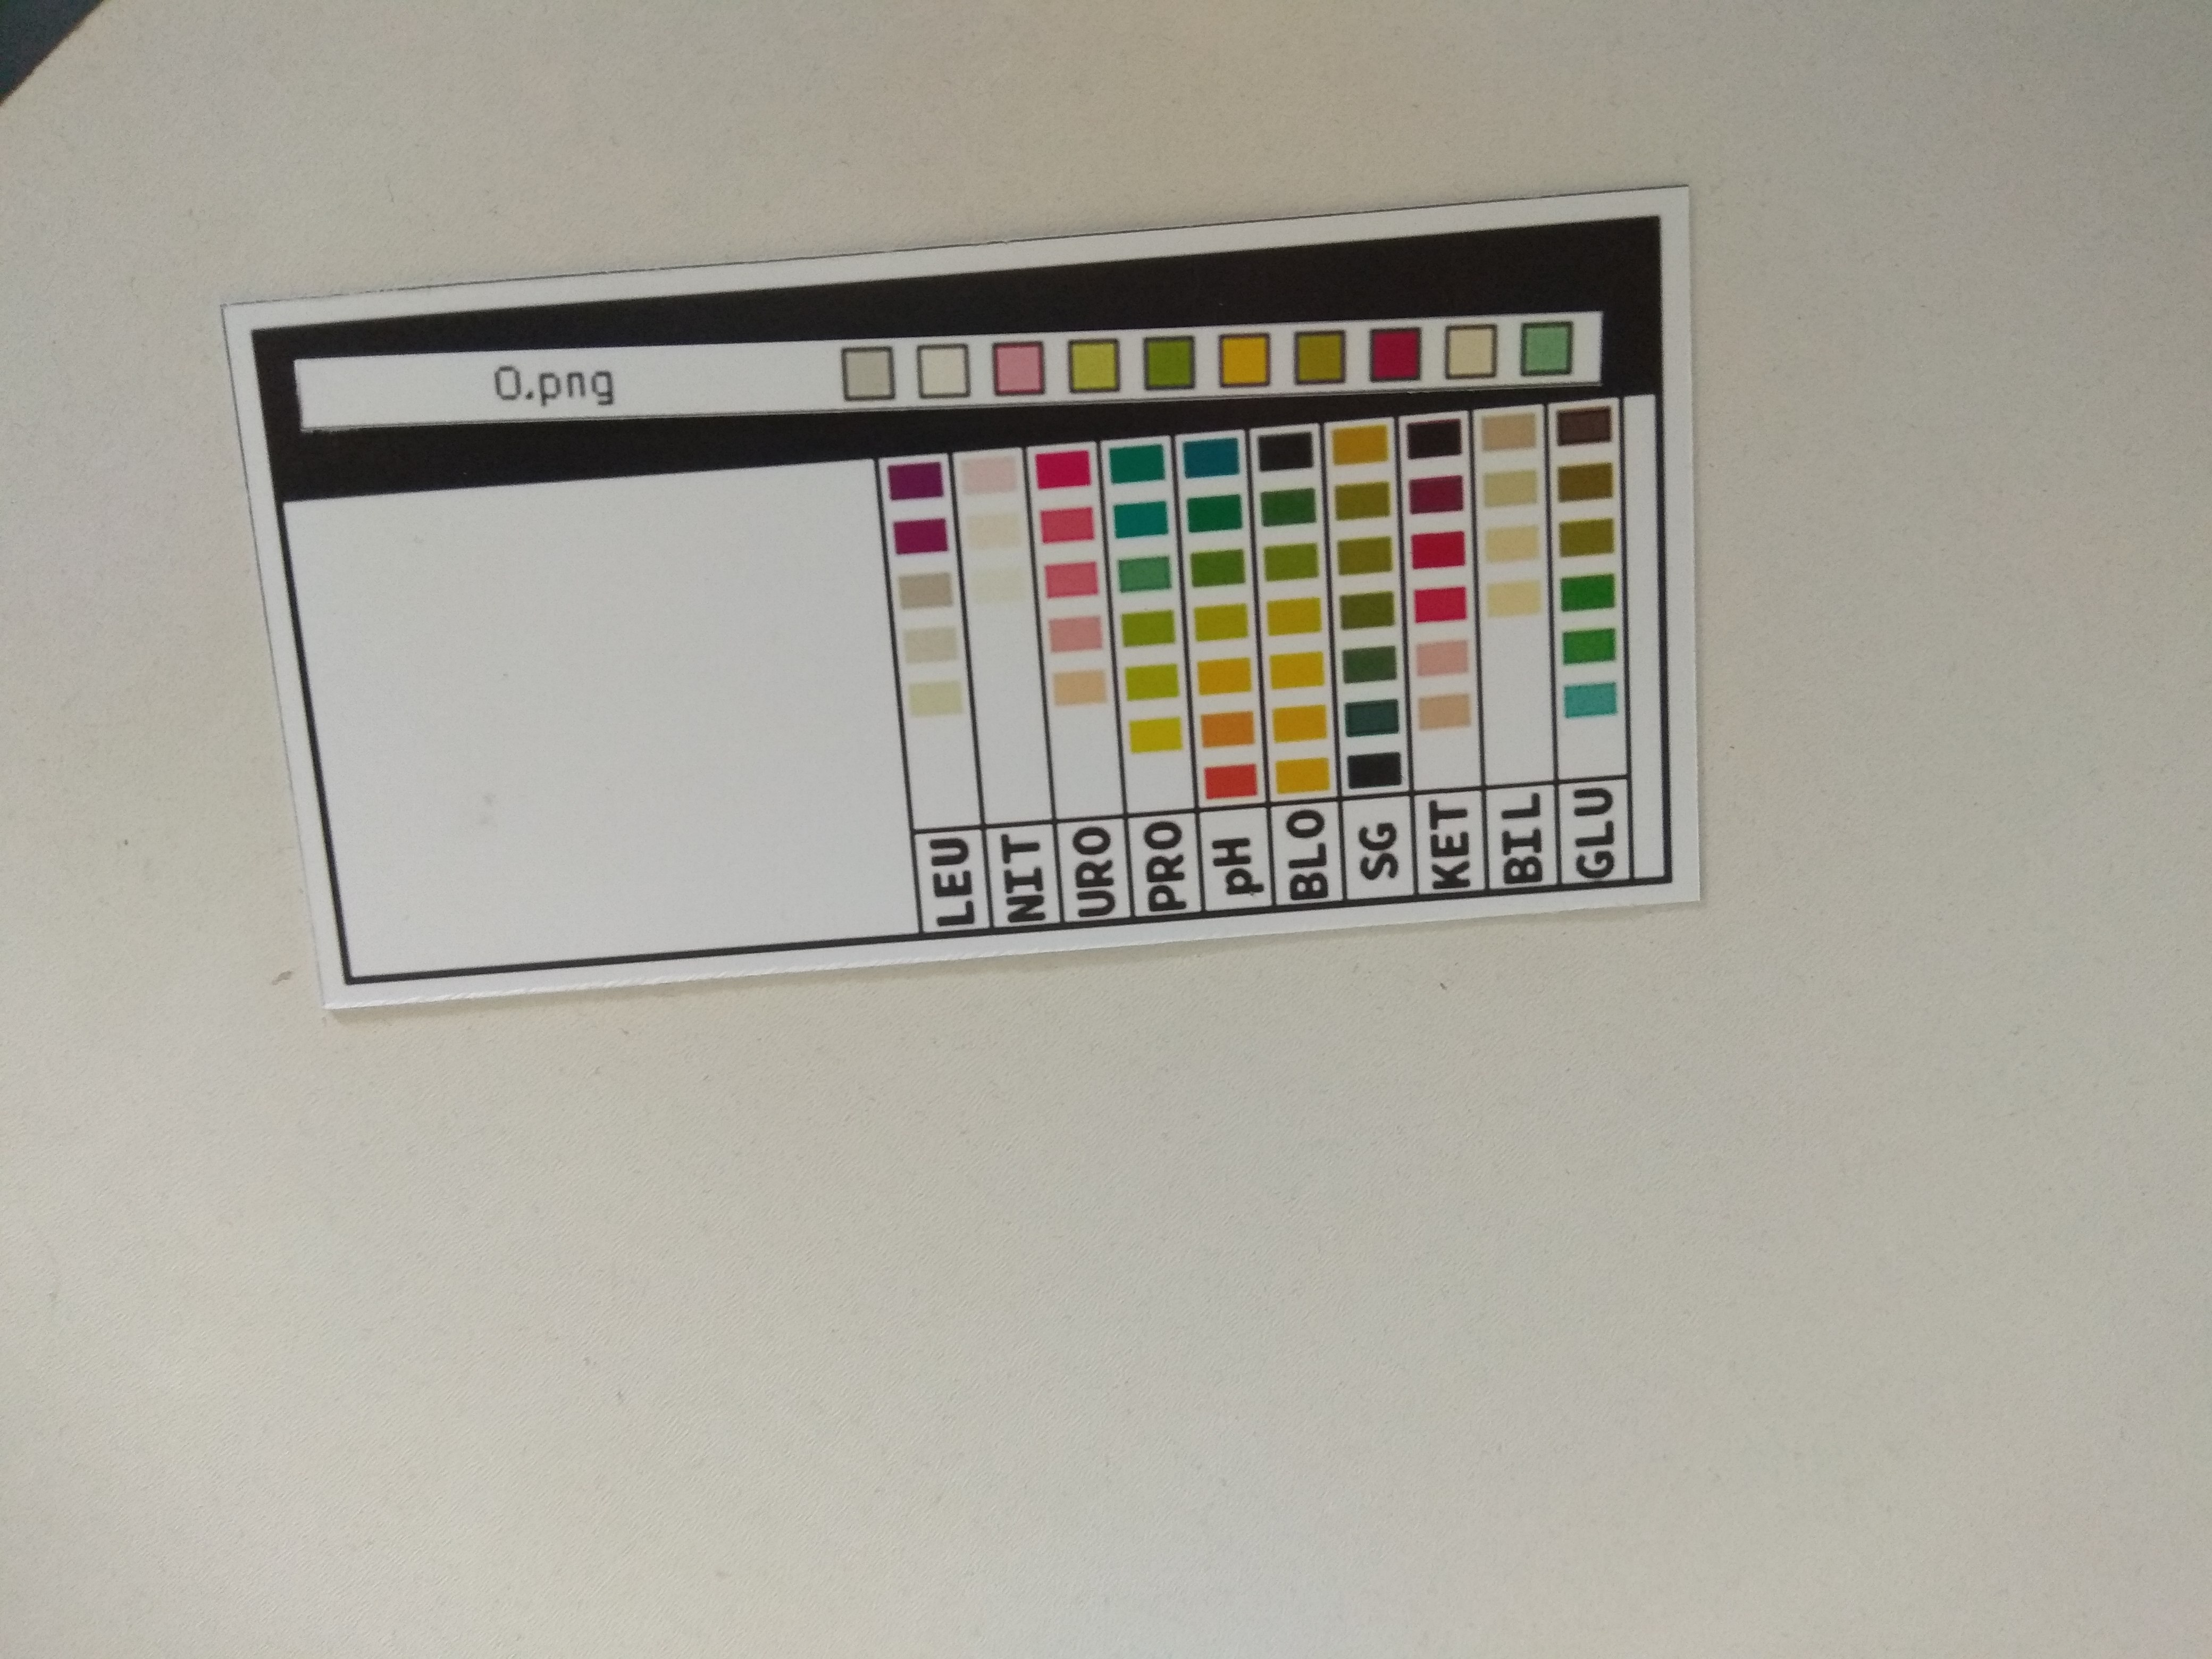 0.png
LEU
NIT
URO
PRO
pH
BLO
SG
KET
BIL
GLU